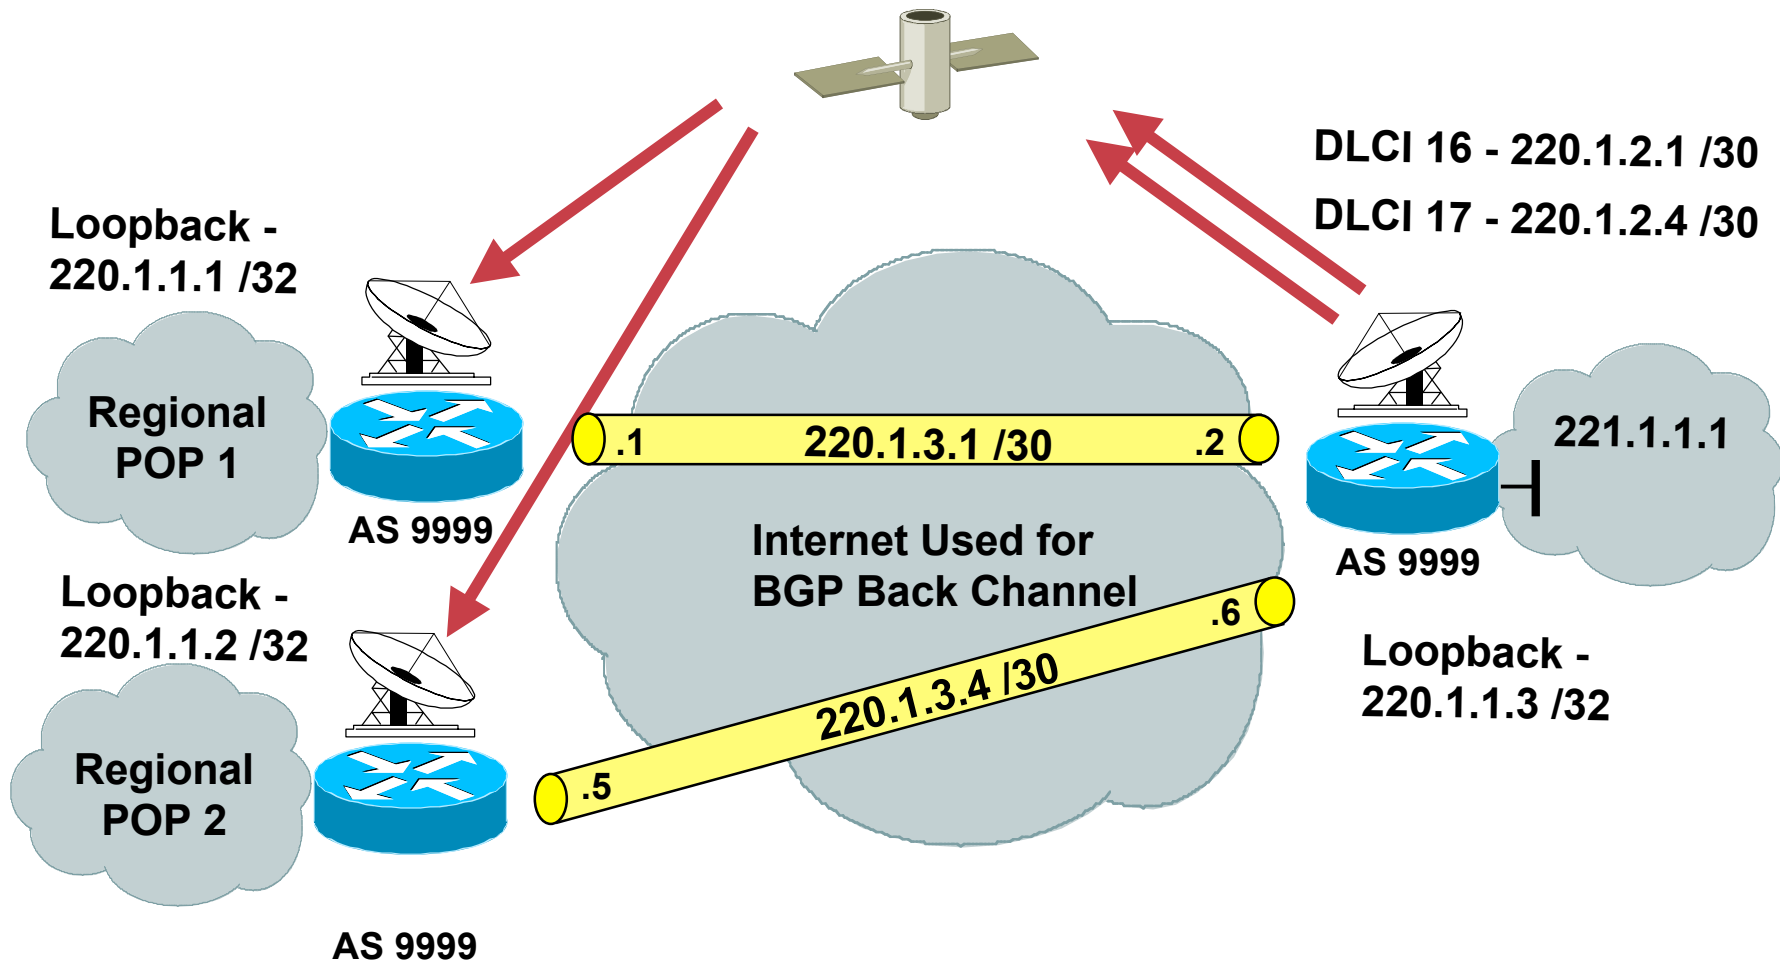 DLCI 16 - 220.1.2.1 /30
DLCI 17 - 220.1.2.4 /30
Loopback -
220.1.1.1 /32
Regional
POP 1
AS 9999
.1
220.1.3.1 /30
.2
221.1.1.1
AS 9999
Internet Used for
BGP Back Channel
Loopback -
220.1.1.2 /32
.6
220.1.3.4 /30
.5
Loopback -
220.1.1.3 /32
Regional
POP 2
AS 9999